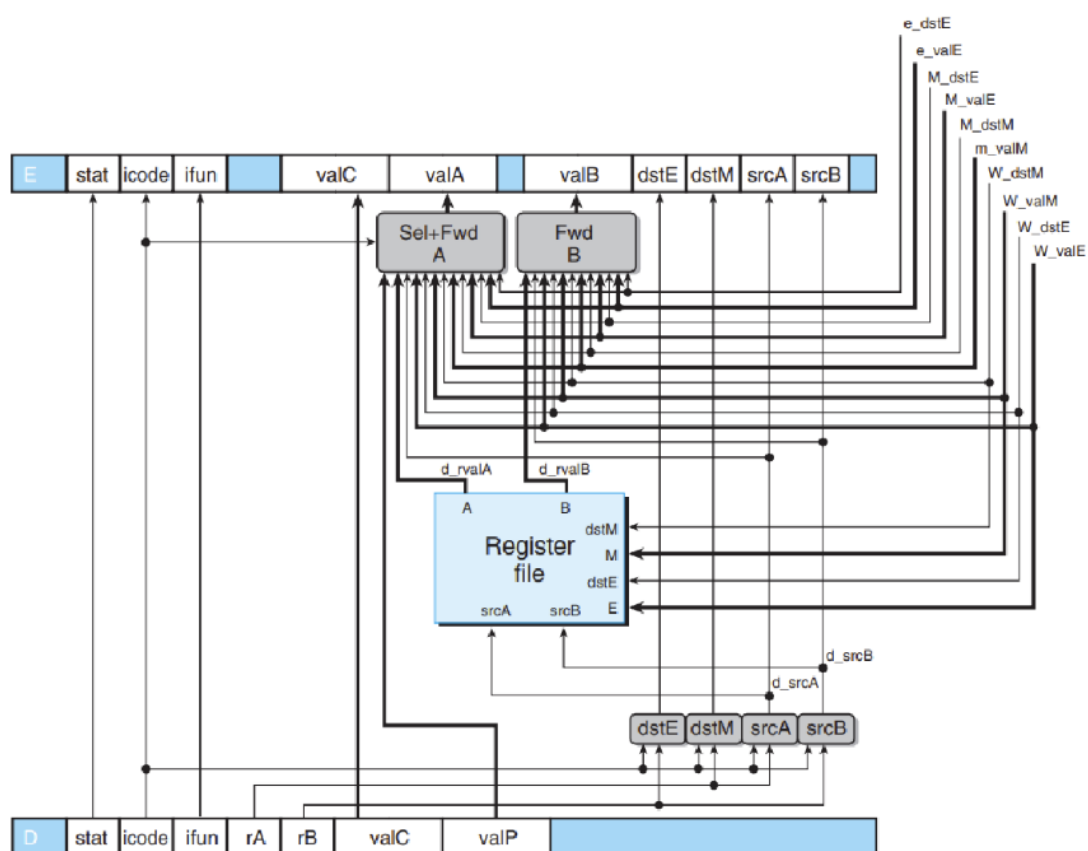 e_dstE
e_valE
M_dstE
M_valE
M_dstM
m_valM
W_dstM
W_valM
W_dstE
W_valE
E stat icode ifun valC valA valB dstE dstM srcA srcB
Sel+Fwd
A
Fwd
B
d_rvalA d_rvalB
A B
dstM
Register
M
file
dstE
srcA srcB E
d_srcB
d_srcA
dstE dstM srcA srcB
D stat icode ifun rA rB valC valP